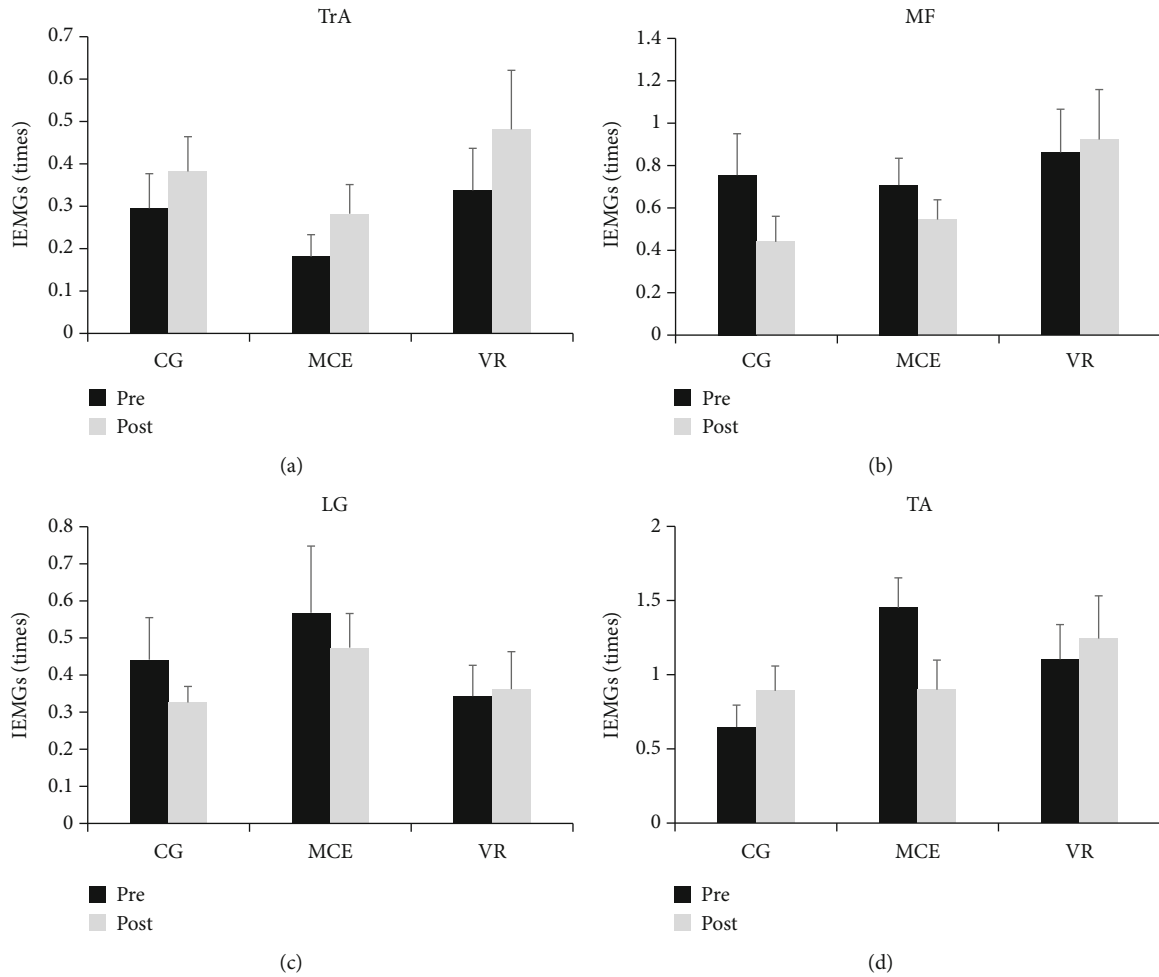 TrA
0.7
0.6
0.5
0.4
0.3
0.2
0.1
0
IEMGs (times)
CG MCE VR
Pre
Post
(a)
MF
1.4
1.2
1
0.8
0.6
0.4
0.2
0
IEMGs (times)
CG MCE VR
Pre
Post
(b)
LG
0.8
0.7
0.6
0.5
0.4
0.3
0.2
0.1
0
IEMGs (times)
CG MCE VR
Pre
Post
(c)
TA
2
1.5
1
0.5
0
IEMGs (times)
CG MCE VR
Pre
Post
(d)